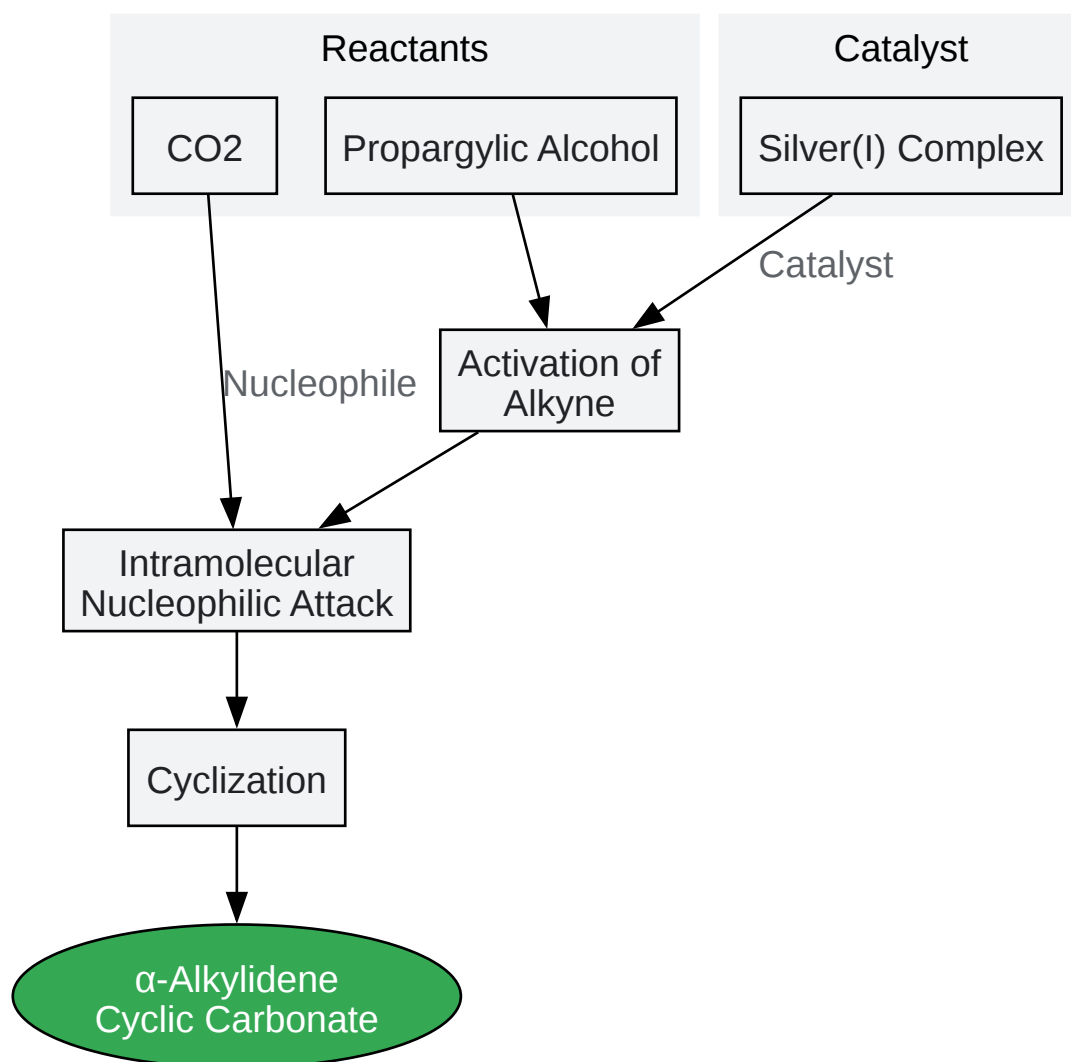 Reactants
Catalyst
CO2
Propargylic Alcohol
Silver(I) Complex
Catalyst
Nucleophile
Activation of
Alkyne
Intramolecular
Nucleophilic Attack
Cyclization
α-Alkylidene
Cyclic Carbonate